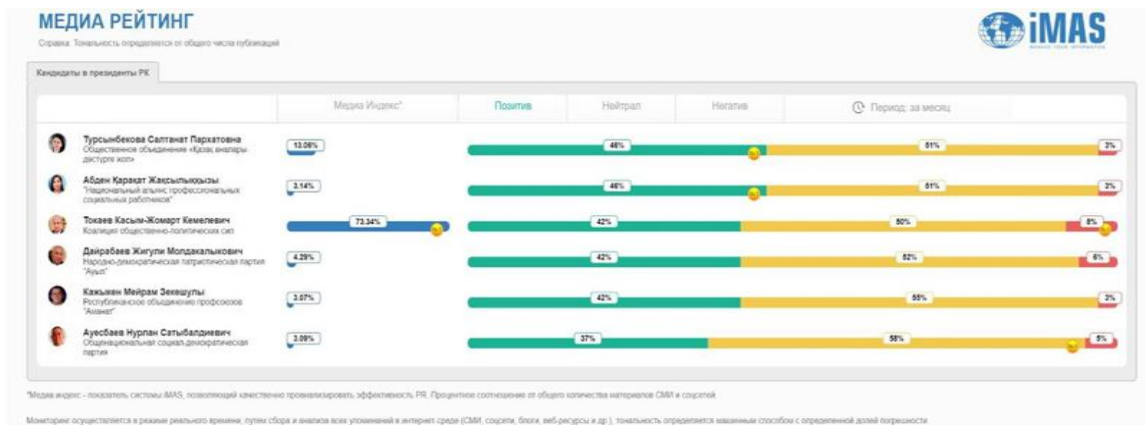 МЕДИА РЕЙТИНГ
iMAS
Справка: Тональность определяется от общего числа публикаций
Кандидаты в президенты РК
Медиа Индекс* Позитив Нейтрал Негатив Период: за месяц
Турсынбекова Салтанат Пархатовна
Общественное объединение «Қазақ аналары-
дәстүрге жол»
13.06% 46% 51% 3%
Абден Қарақат Жақсылыққызы
"Национальный альянс профессиональных
социальных работников"
3.14% 46% 51% 3%
Токаев Касым-Жомарт Кемелевич
Коалиция общественно-политических сил
73.34% 42% 50% 8%
Дайрабаев Жигули Молдакалыкович
Народно-демократическая патриотическая партия
"Ауыл"
4.29% 42% 52% 6%
Кажыкен Мейрам Зекешулы
Республиканское объединение профсоюзов
"Аманат"
3.07% 42% 55% 3%
Ауесбаев Нурлан Сатыбалдиевич
Общенациональная социал-демократическая
партия
3.09% 37% 58% 5%
*Медиа индекс - показатель системы iMAS, позволяющий качественно проанализировать эффективность PR. Процентное соотношение от общего количества материалов СМИ и соцсетей
Мониторинг осуществляется в режиме реального времени, путем сбора и анализа всех упоминаний в интернет среде (СМИ, соцсети, блоги, веб-ресурсы и др.), тональность определяется машинным способом с определенной долей погрешности